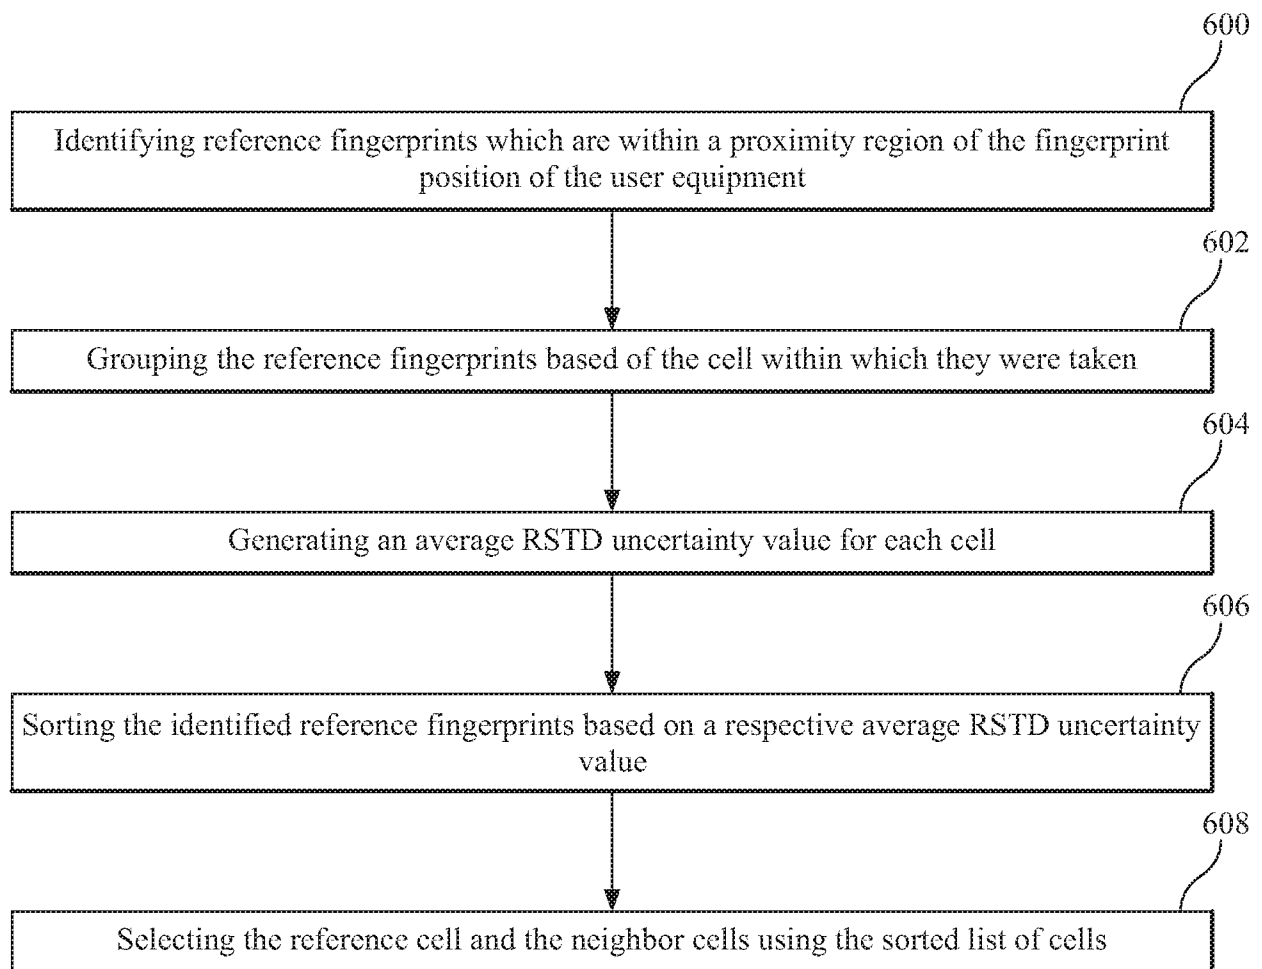 600
Identifying reference fingerprints which are within a proximity region of the fingerprint
position of the user equipment
602
Grouping the reference fingerprints based of the cell within which they were taken
604
Generating an average RSTD uncertainty value for each cell
606
Sorting the identified reference fingerprints based on a respective average RSTD uncertainty
value
608
Selecting the reference cell and the neighbor cells using the sorted list of cells